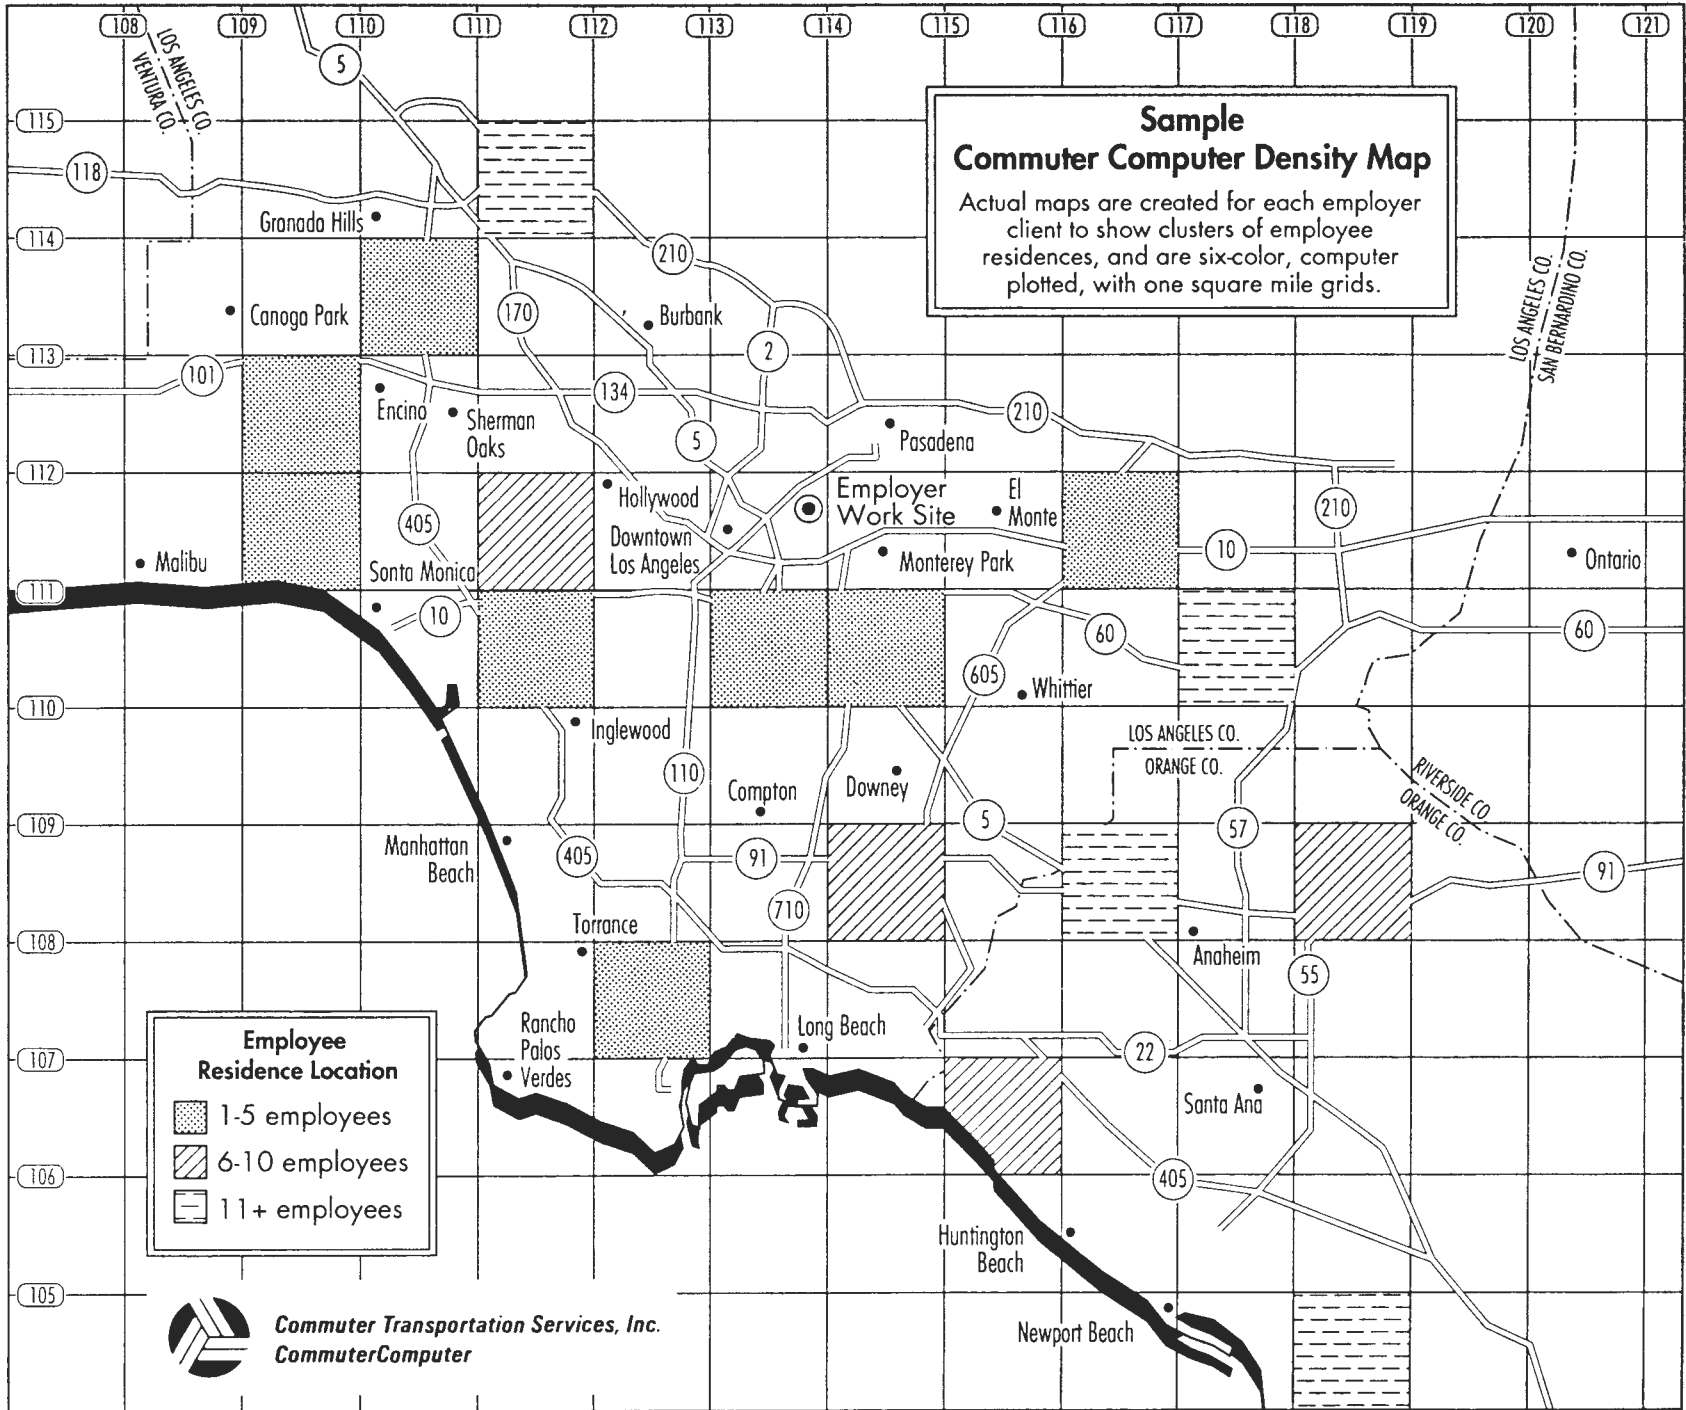 108 109 110 111 112 113 114 115 116 117 118 119 120 121
LOS ANGELES CO.
VENTURA CO.
5
Sample
Commuter Computer Density Map
Actual maps are created for each employer
client to show clusters of employee
residences, and are six-color, computer
plotted, with one square mile grids.
115
118
Granada Hills
114
210
LOS ANGELES CO.
SAN BERNARDINO CO.
Canoga Park
170
Burbank
2
113
101
134
Encino
Sherman
Oaks
210
5
Pasadena
112
Hollywood
Employer
Work Site
El
Monte
210
405
Downtown
Los Angeles
Malibu
Santa Monica
Monterey Park
10
Ontario
111
10
60
60
605
Whittier
110
Inglewood
LOS ANGELES CO.
ORANGE CO.
110
Compton
Downey
RIVERSIDE CO
ORANGE CO.
109
5
57
Manhattan
Beach
405
91
91
710
Torrance
108
Anaheim
55
Rancho
Palos
Verdes
Long Beach
22
107
Santa Ana
Employee
Residence Location
1-5 employees
6-10 employees
11+ employees
106
405
Huntington
Beach
105
Newport Beach
Commuter Transportation Services, Inc.
CommuterComputer